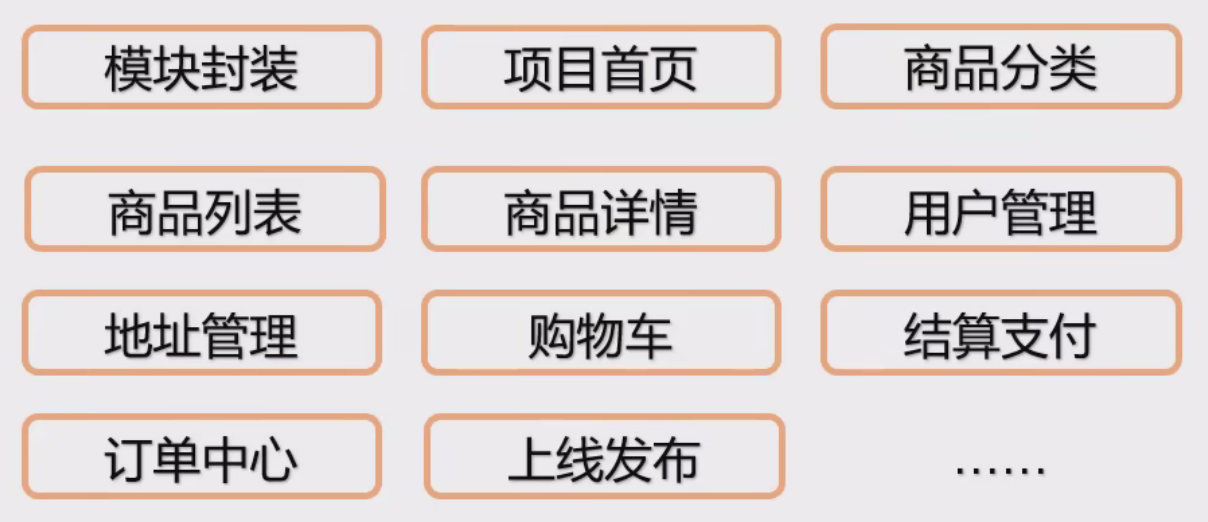 模块封装
项目首页
商品分类
商品列表
商品详情
用户管理
地址管理
购物车
结算支付
订单中心
上线发布
……